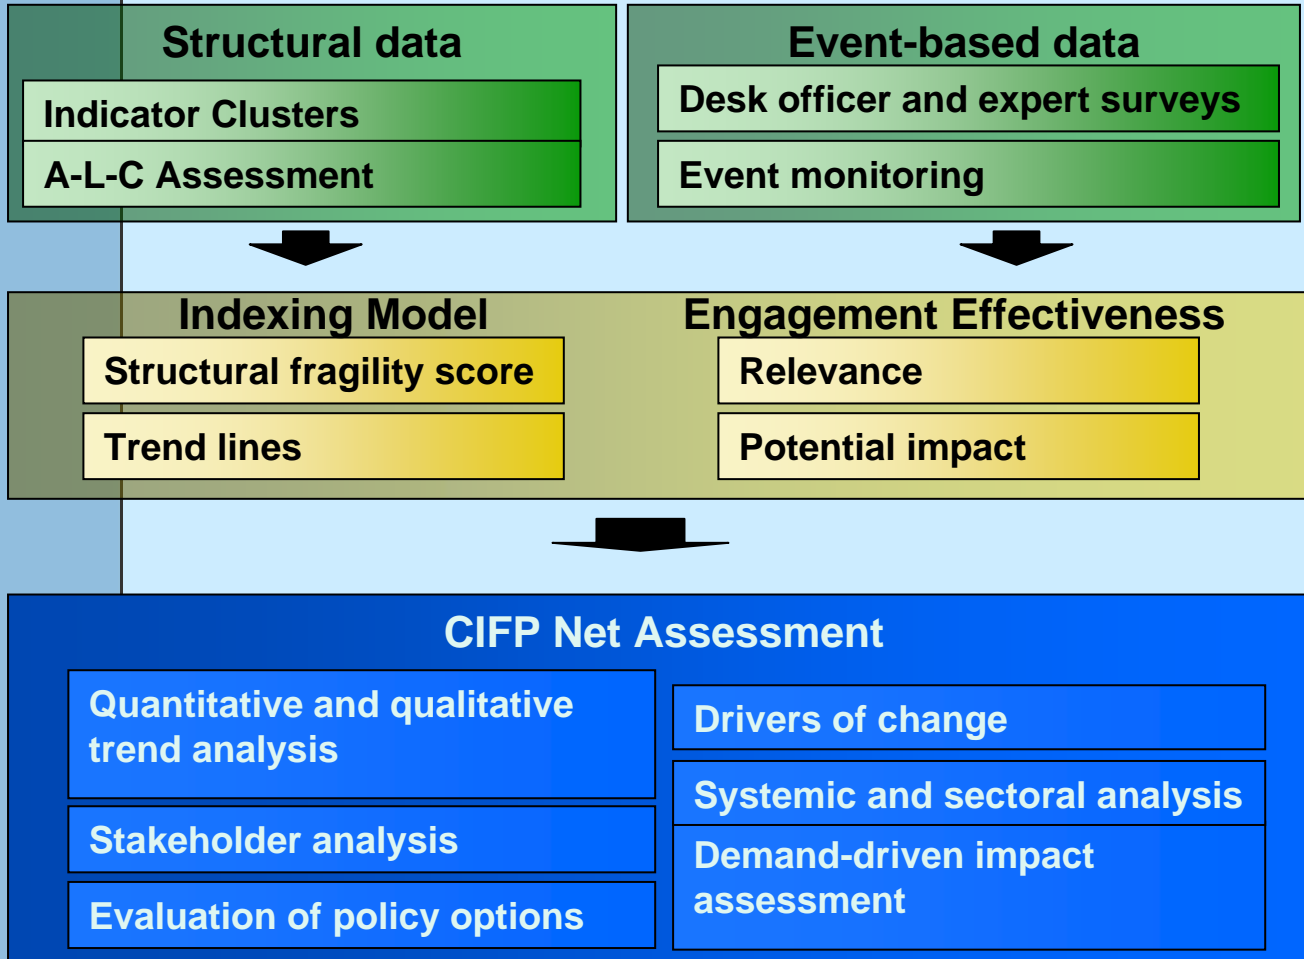 Structural data
Indicator Clusters
A-L-C Assessment
Event-based data
Desk officer and expert surveys
Event monitoring
Indexing Model
Structural fragility score
Trend lines
Engagement Effectiveness
Relevance
Potential impact
CIFP Net Assessment
Quantitative and qualitative
trend analysis
Stakeholder analysis
Evaluation of policy options
Drivers of change
Systemic and sectoral analysis
Demand-driven impact
assessment